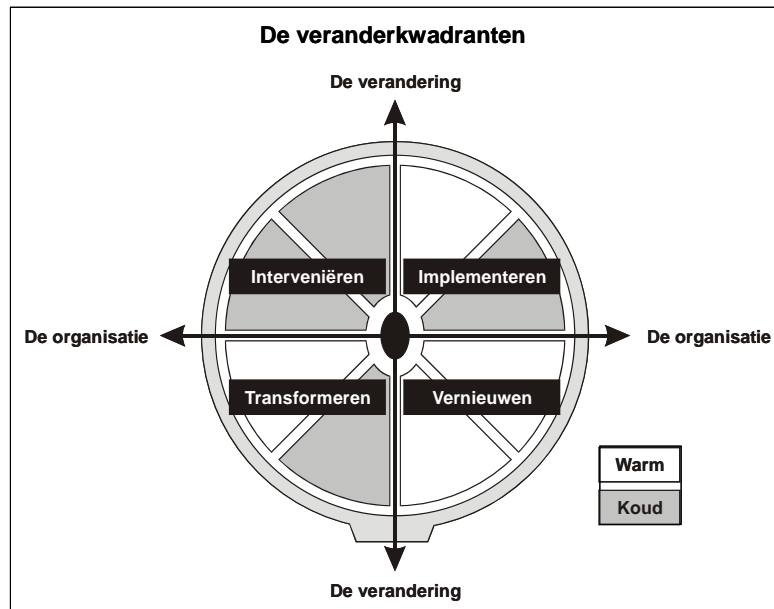 De veranderkwadranten
De verandering
Interveniëren
Implementeren
De organisatie
De organisatie
Transformeren
Vernieuwen
Warm
Koud
De verandering